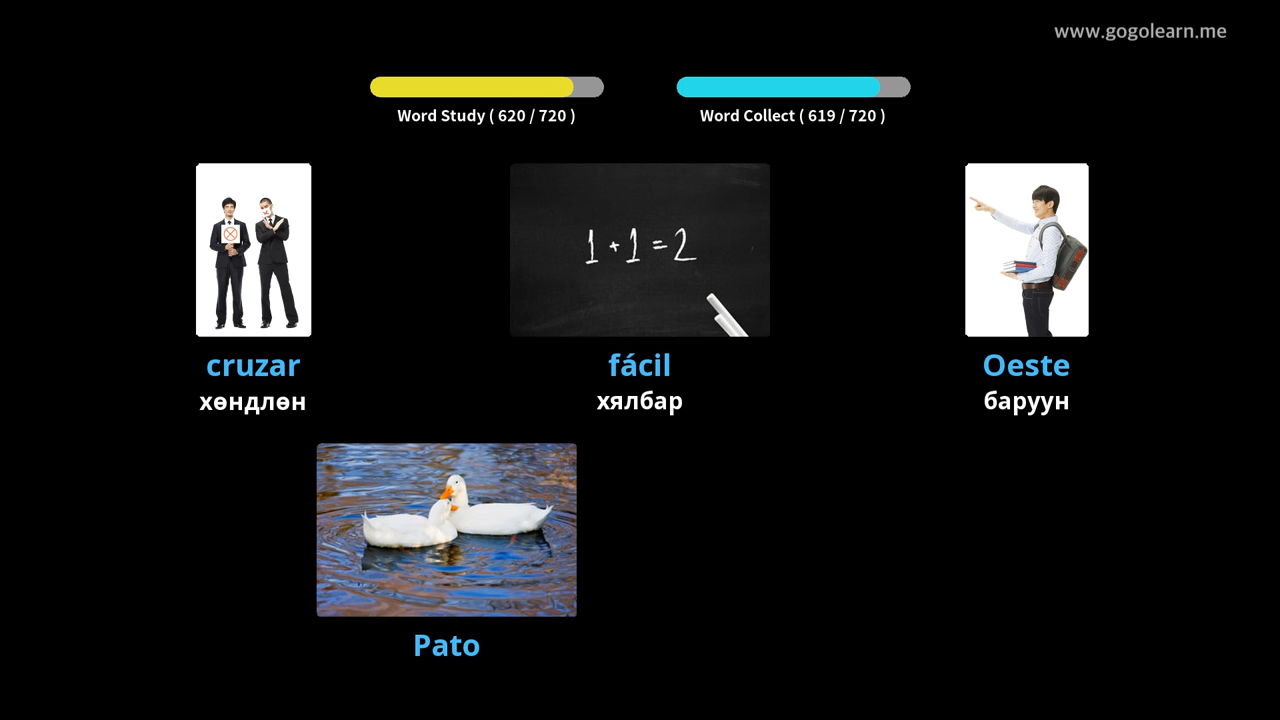 www.gogolearn.me
Word Study ( 620 / 720 )
Word Collect ( 619 / 720 )
1 + 1 = 2
cruzar
fácil
Oeste
хөндлөн
хялбар
баруун
Pato